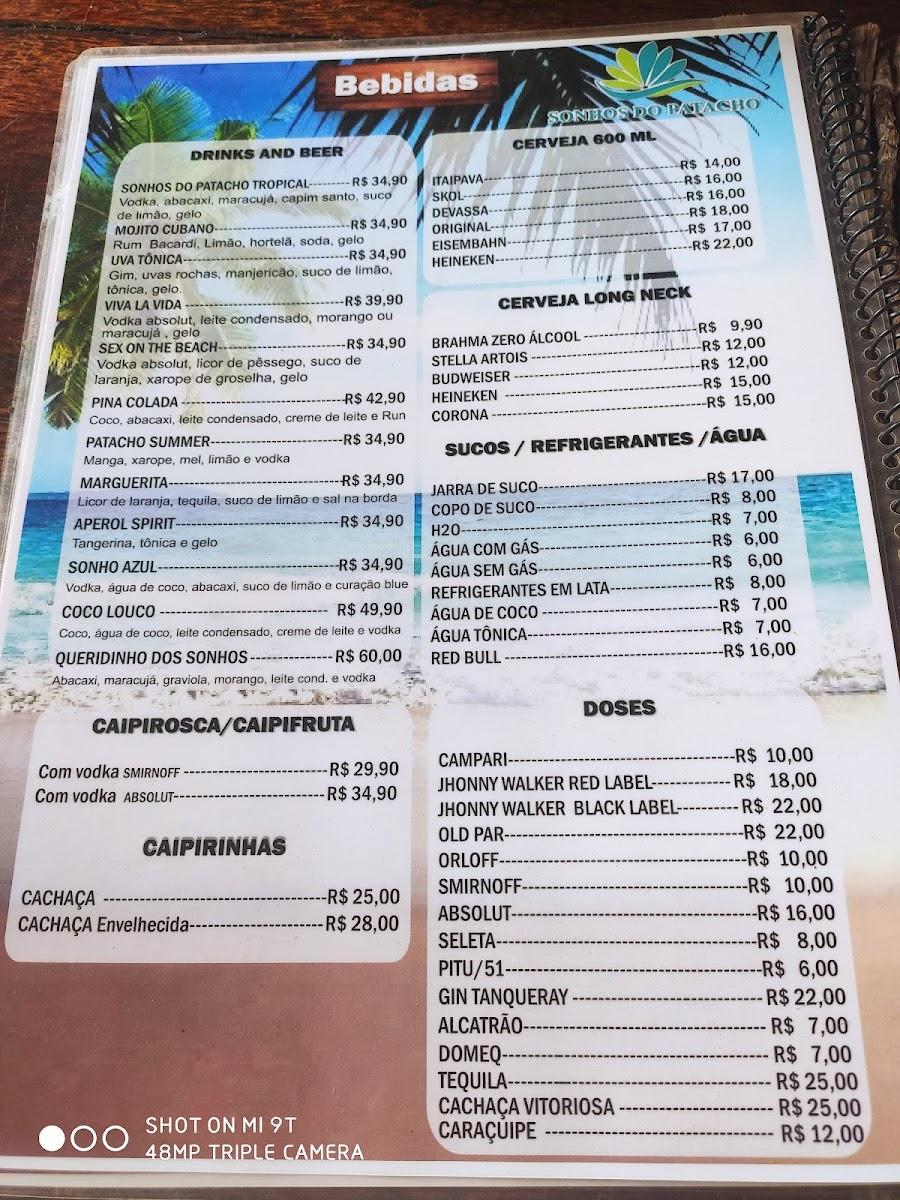 Bebidas
SONHOS DO PATACHO
DRINKS AND BEER
SONHOS DO PATACHO TROPICAL-------- R$ 34,90
Vodka, abacaxi, maracujá, capim santo, suco
de limão, gelo
MOJITO CUBANO---------------------------R$ 34,90
Rum Bacardi, Limão, hortelã, soda, gelo
UVA TÔNICA---------------------------------R$ 34,90
Gim, uvas rochas, manjericão, suco de limão,
tônica, gelo.
VIVA LA VIDA -------------------------------R$ 39,90
Vodka absolut, leite condensado, morango ou
maracujá , gelo
SEX ON THE BEACH-------------------------R$ 34,90
Vodka absolut, licor de pêssego, suco de
laranja, xarope de groselha, gelo
PINA COLADA -------------------------------R$ 42,90
Coco, abacaxi, leite condensado, creme de leite e Run
PATACHO SUMMER-------------------------R$ 34,90
Manga, xarope, mel, limão e vodka
MARGUERITA---------------------------------R$ 34,90
Licor de laranja, tequila, suco de limão e sal na borda
APEROL SPIRIT-------------------------------R$ 34,90
Tangerina, tônica e gelo
SONHO AZUL----------------------------------R$ 34,90
Vodka, água de coco, abacaxi, suco de limão e curação blue
COCO LOUCO -------------------------------- R$ 49,90
Coco, água de coco, leite condensado, creme de leite e vodka
QUERIDINHO DOS SONHOS ---------------R$ 60,00
Abacaxi, maracujá, graviola, morango, leite cond. e vodka
CAIPIROSCA/CAIPIFRUTA
Com vodka SMIRNOFF --------------------------R$ 29,90
Com vodka ABSOLUT---------------------------R$ 34,90
CAIPIRINHAS
CACHAÇA -----------------------------------R$ 25,00
CACHAÇA Envelhecida---------------------R$ 28,00
CERVEJA 600 ML
ITAIPAVA-----------------------------------R$ 14,00
SKOL---------------------------------------R$ 16,00
DEVASSA------------------------------------R$ 16,00
ORIGINAL-----------------------------------R$ 18,00
EISEMBAHN----------------------------------R$ 17,00
HEINEKEN-----------------------------------R$ 22,00
CERVEJA LONG NECK
BRAHMA ZERO ÁLCOOL --------------------R$ 9,90
STELLA ARTOIS -----------------------------R$ 12,00
BUDWEISER --------------------------------R$ 12,00
HEINEKEN ----------------------------------R$ 15,00
CORONA ------------------------------------R$ 15,00
SUCOS / REFRIGERANTES /ÁGUA
JARRA DE SUCO-----------------------------R$ 17,00
COPO DE SUCO------------------------------R$ 8,00
H2O----------------------------------------R$ 7,00
ÁGUA COM GÁS------------------------------R$ 6,00
ÁGUA SEM GÁS------------------------------R$ 6,00
REFRIGERANTES EM LATA------------------R$ 8,00
ÁGUA DE COCO -----------------------------R$ 7,00
ÁGUA TÔNICA-------------------------------R$ 7,00
RED BULL -----------------------------------R$ 16,00
DOSES
CAMPARI------------------------------------R$ 10,00
JHONNY WALKER RED LABEL------------R$ 18,00
JHONNY WALKER BLACK LABEL---------R$ 22,00
OLD PAR------------------------------------R$ 22,00
ORLOFF-------------------------------------R$ 10,00
SMIRNOFF-----------------------------------R$ 10,00
ABSOLUT------------------------------------R$ 16,00
SELETA-------------------------------------R$ 8,00
PITU/51------------------------------------R$ 6,00
GIN TANQUERAY ----------------------------R$ 22,00
ALCATRÃO-----------------------------------R$ 7,00
DOMEQ--------------------------------------R$ 7,00
TEQUILA------------------------------------R$ 25,00
CACHAÇA VITORIOSA ----------------------R$ 25,00
CARAÇUIPE ---------------------------------R$ 12,00
SHOT ON MI 9T
48MP TRIPLE CAMERA